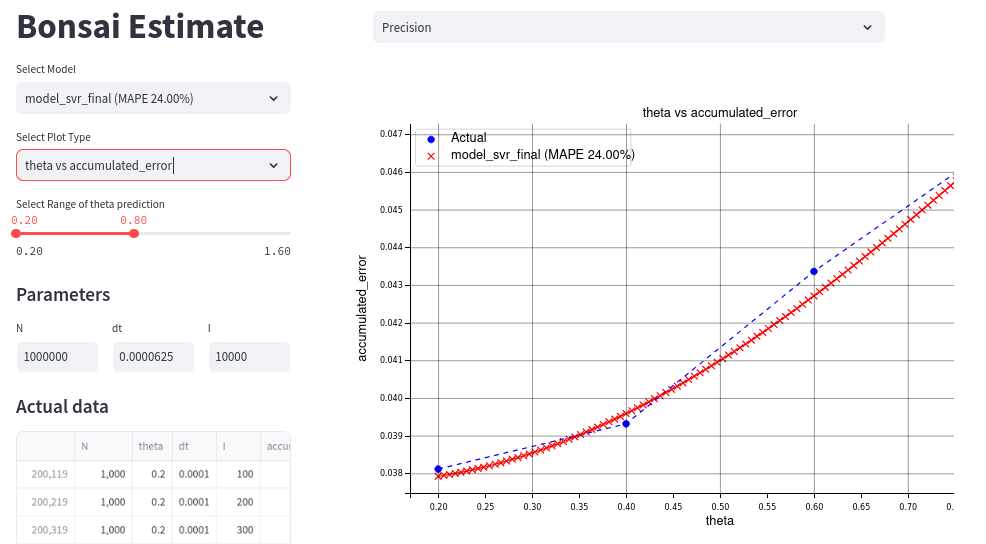 Bonsai Estimate
Select Model
model_svr_final (MAPE 24.00%)
Select Plot Type
theta vs accumulated_error
Select Range of theta prediction
0.20 0.80
0.20 1.60
Parameters
N dt I
1000000 0.0000625 10000
Actual data
N theta dt I accur
200,119 1,000 0.2 0.0001 100
200,219 1,000 0.2 0.0001 200
200,319 1,000 0.2 0.0001 300
Precision
theta vs accumulated_error
Actual
model_svr_final (MAPE 24.00%)
accumulated_error
0.047
0.046
0.045
0.044
0.043
0.042
0.041
0.040
0.039
0.038
0.20 0.25 0.30 0.35 0.40 0.45 0.50 0.55 0.60 0.65 0.70 0.
theta